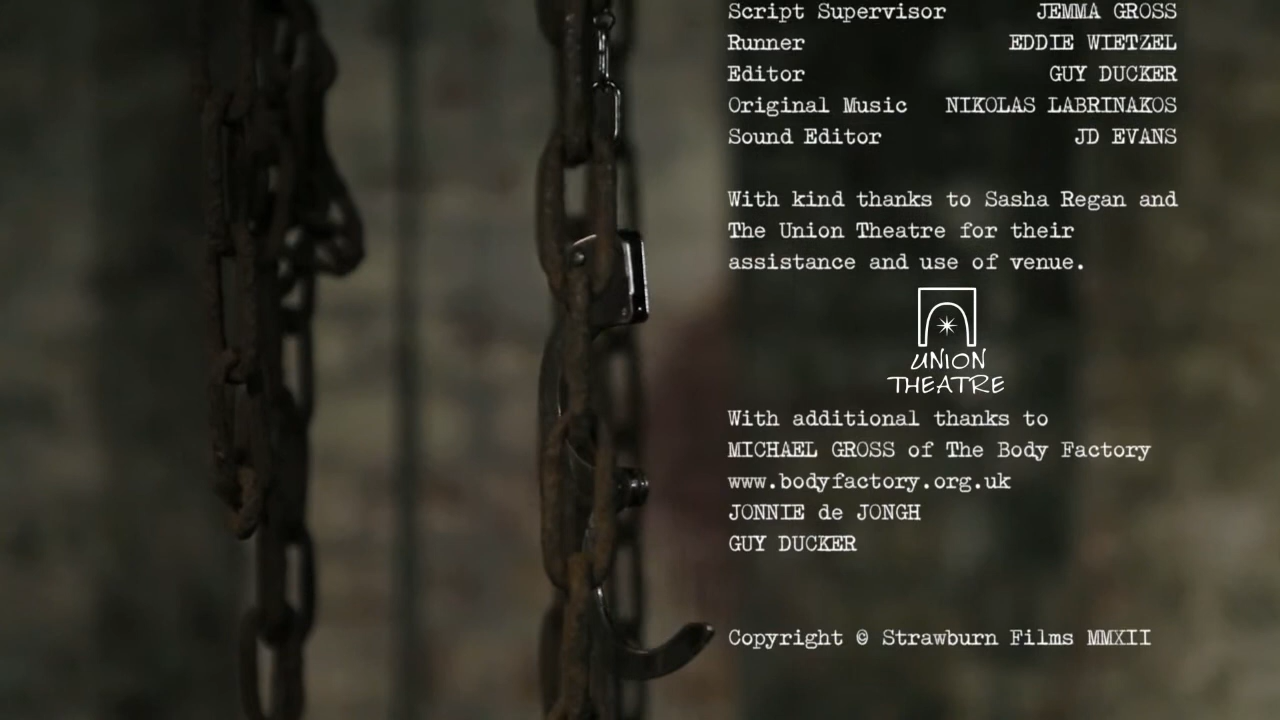 Script Supervisor JEMMA GROSS
Runner EDDIE WIETZEL
Editor GUY DUCKER
Original Music NIKOLAS LABRINAKOS
Sound Editor JD EVANS
With kind thanks to Sasha Regan and
The Union Theatre for their
assistance and use of venue.
UNION
THEATRE
With additional thanks to
MICHAEL GROSS of The Body Factory
www.bodyfactory.org.uk
JONNIE de JONGH
GUY DUCKER
Copyright © Strawburn Films MMXII